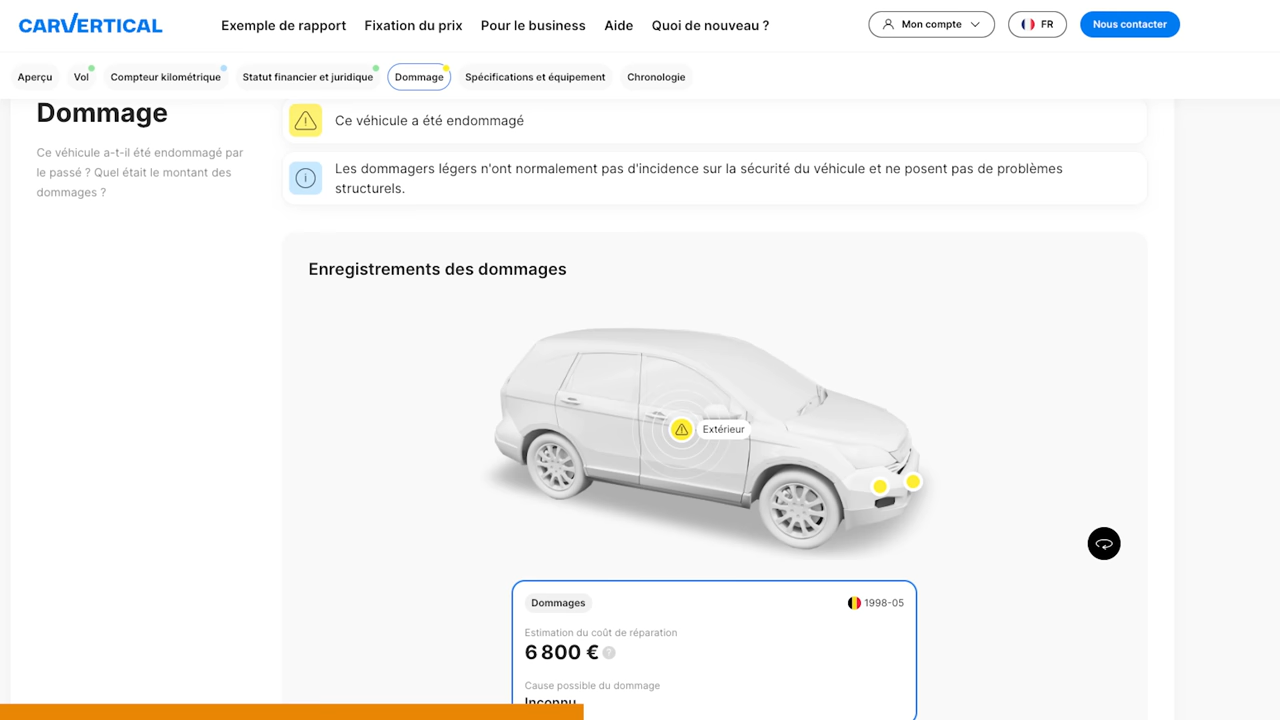 CARVERTICAL
Exemple de rapport
Fixation du prix
Pour le business
Aide
Quoi de nouveau ?
Mon compte
FR
Nous contacter
Aperçu
Vol
Compteur kilométrique
Statut financier et juridique
Dommage
Spécifications et équipement
Chronologie
Dommage
Ce véhicule a-t-il été endommagé par
le passé ? Quel était le montant des
dommages ?
Ce véhicule a été endommagé
Les dommagers légers n'ont normalement pas d'incidence sur la sécurité du véhicule et ne posent pas de problèmes
structurels.
Enregistrements des dommages
Extérieur
Dommages
1998-05
Estimation du coût de réparation
6 800 € ?
Cause possible du dommage
Inconnu